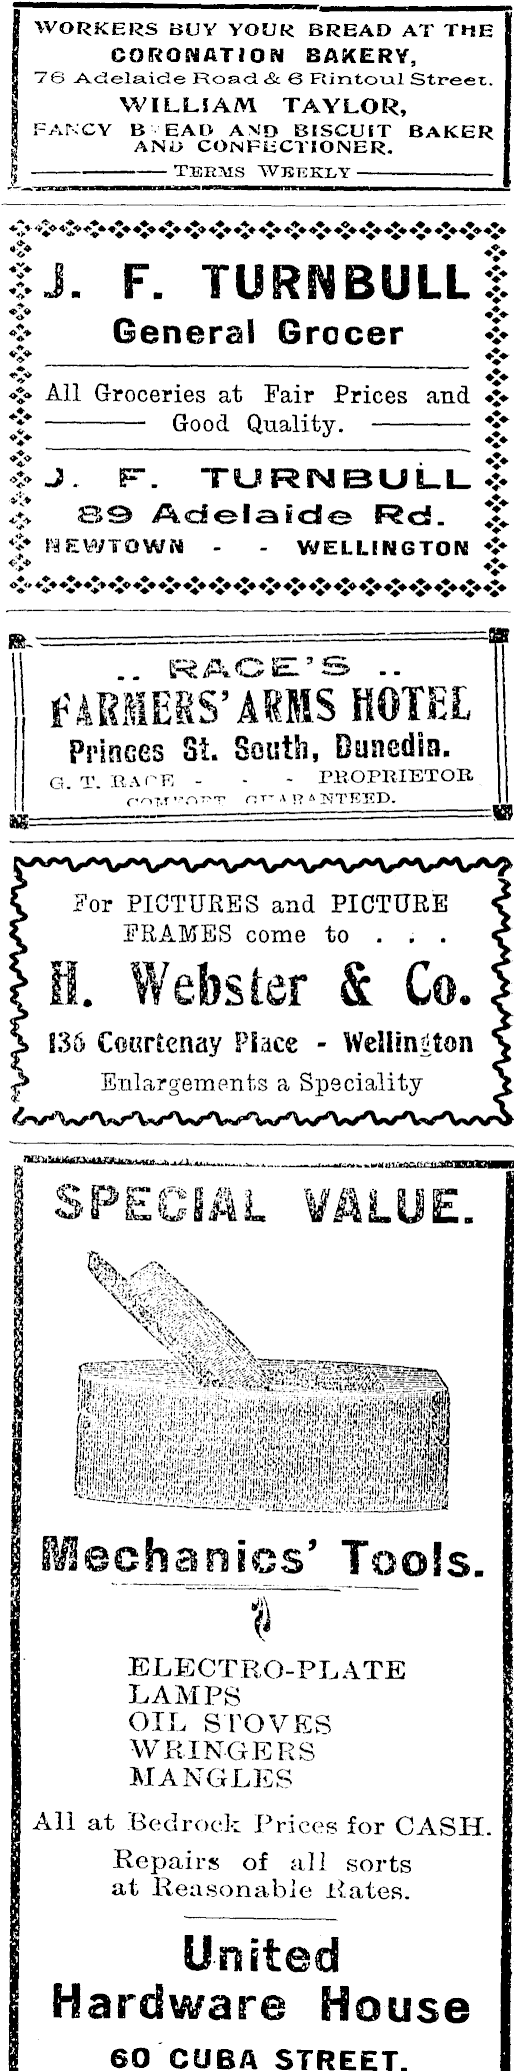 WORKERS BUY YOUR BREAD AT THE
CORONATION BAKERY,
76 Adelaide Road & 6 Rintoul Street.
WILLIAM TAYLOR,
FANCY BREAD AND BISCUIT BAKER
AND CONFECTIONER.
TERMS WEEKLY
J. F. TURNBULL
General Grocer
All Groceries at Fair Prices and
Good Quality.
J. F. TURNBULL
89 Adelaide Rd.
NEWTOWN - - WELLINGTON
.. RACE'S ..
FARMERS' ARMS HOTEL
Princes St. South, Dunedin.
G. T. RACE - - - PROPRIETOR
COMFORT GUARANTEED.
For PICTURES and PICTURE
FRAMES come to . . .
H. Webster & Co.
136 Courtenay Place - Wellington
Enlargements a Speciality
SPECIAL VALUE.
Mechanics' Tools.
ELECTRO-PLATE
LAMPS
OIL STOVES
WRINGERS
MANGLES
All at Bedrock Prices for CASH.
Repairs of all sorts
at Reasonable Rates.
United
Hardware House
60 CUBA STREET.